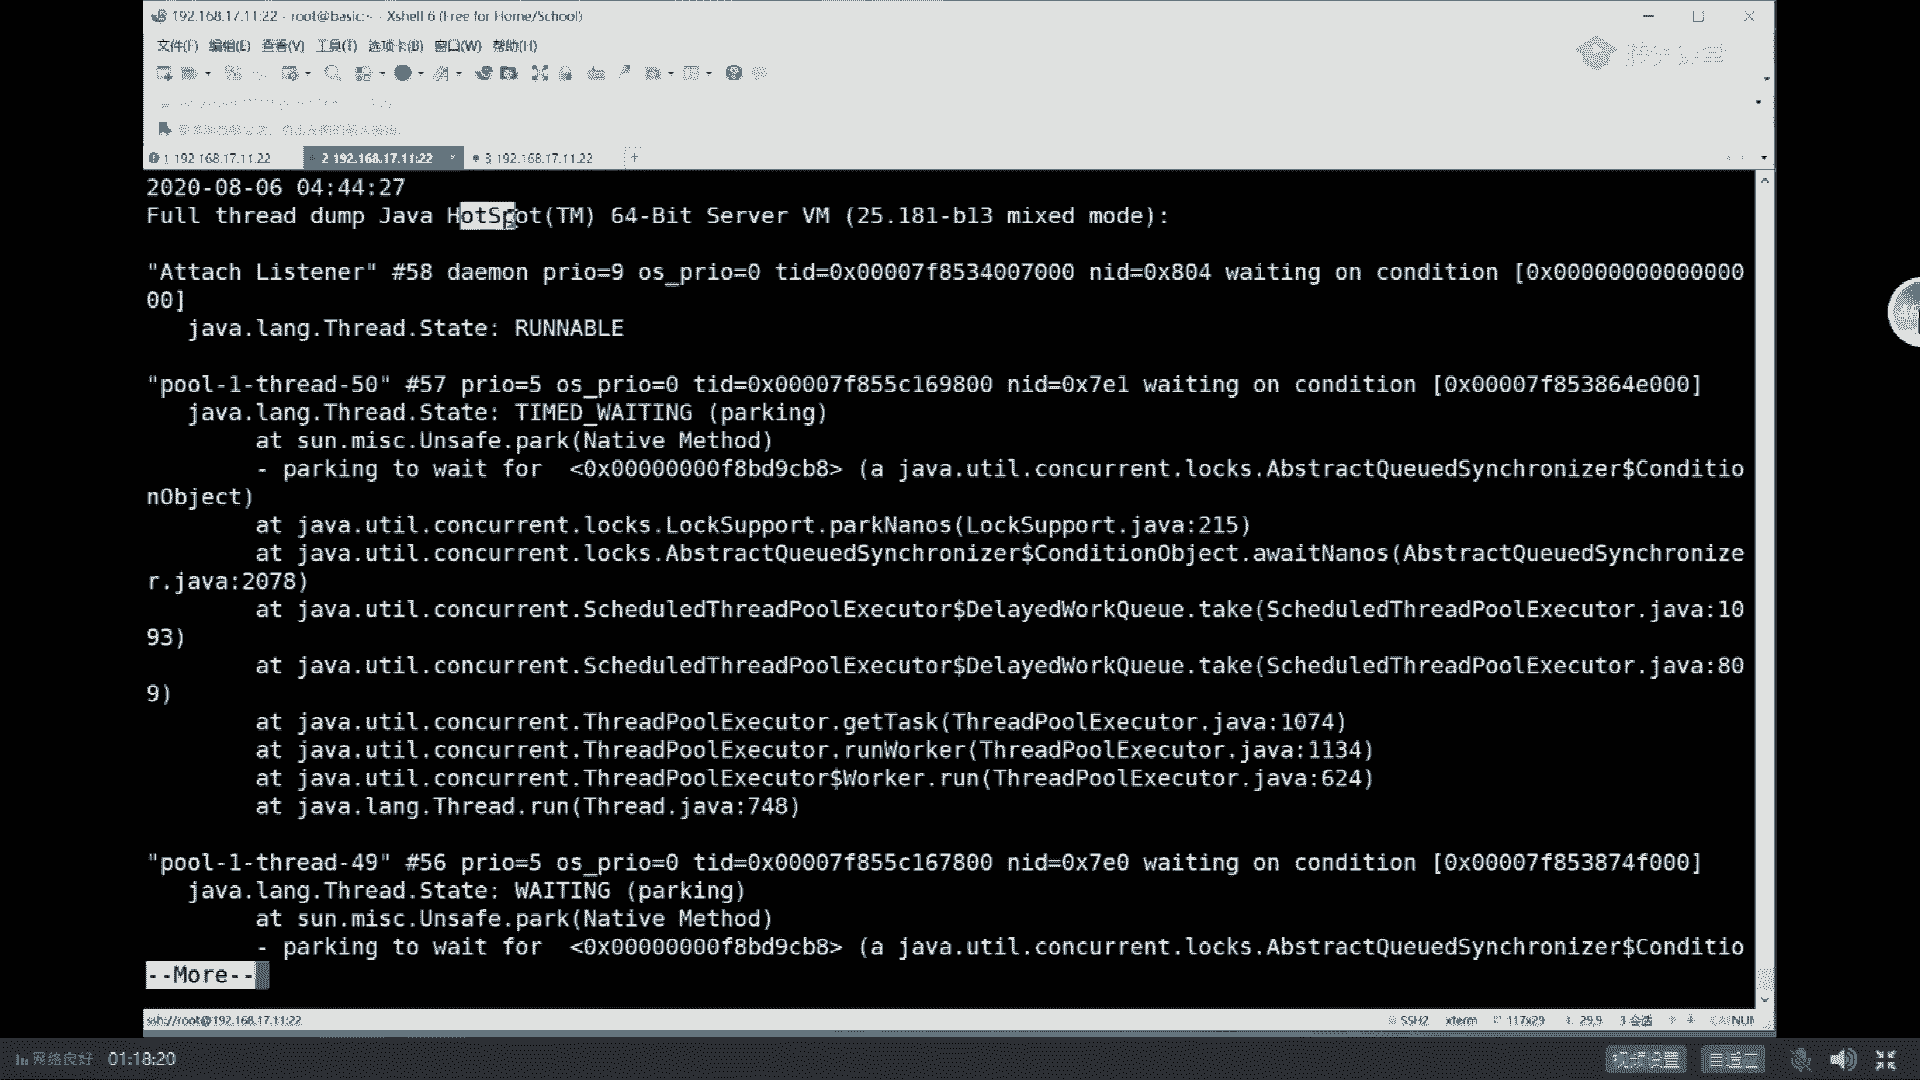 192.168.17.11:22 - root@basic:~ - Xshell 6 (Free for Home/School)
文件(F) 编辑(E) 查看(V) 工具(T) 选项卡(B) 窗口(W) 帮助(H)
1 192.168.17.11:22 2 192.168.17.11:22 × 3 192.168.17.11:22 +
2020-08-06 04:44:27
Full thread dump Java HotSpot(TM) 64-Bit Server VM (25.181-b13 mixed mode):
"Attach Listener" #58 daemon prio=9 os_prio=0 tid=0x00007f8534007000 nid=0x804 waiting on condition [0x00000000000000
00]
java.lang.Thread.State: RUNNABLE
"pool-1-thread-50" #57 prio=5 os_prio=0 tid=0x00007f855c169800 nid=0x7e1 waiting on condition [0x00007f853864e000]
java.lang.Thread.State: TIMED_WAITING (parking)
at sun.misc.Unsafe.park(Native Method)
- parking to wait for  <0x00000000f8bd9cb8> (a java.util.concurrent.locks.AbstractQueuedSynchronizer$Conditio
nObject)
at java.util.concurrent.locks.LockSupport.parkNanos(LockSupport.java:215)
at java.util.concurrent.locks.AbstractQueuedSynchronizer$ConditionObject.awaitNanos(AbstractQueuedSynchronize
r.java:2078)
at java.util.concurrent.ScheduledThreadPoolExecutor$DelayedWorkQueue.take(ScheduledThreadPoolExecutor.java:10
93)
at java.util.concurrent.ScheduledThreadPoolExecutor$DelayedWorkQueue.take(ScheduledThreadPoolExecutor.java:80
9)
at java.util.concurrent.ThreadPoolExecutor.getTask(ThreadPoolExecutor.java:1074)
at java.util.concurrent.ThreadPoolExecutor.runWorker(ThreadPoolExecutor.java:1134)
at java.util.concurrent.ThreadPoolExecutor$Worker.run(ThreadPoolExecutor.java:624)
at java.lang.Thread.run(Thread.java:748)
"pool-1-thread-49" #56 prio=5 os_prio=0 tid=0x00007f855c167800 nid=0x7e0 waiting on condition [0x00007f853874f000]
java.lang.Thread.State: WAITING (parking)
at sun.misc.Unsafe.park(Native Method)
- parking to wait for  <0x00000000f8bd9cb8> (a java.util.concurrent.locks.AbstractQueuedSynchronizer$Conditio
--More--
ssh://root@192.168.17.11:22 SSH2 xterm 117x29 29,9 3 会话 CAP NUM
网络良好 01:18:20